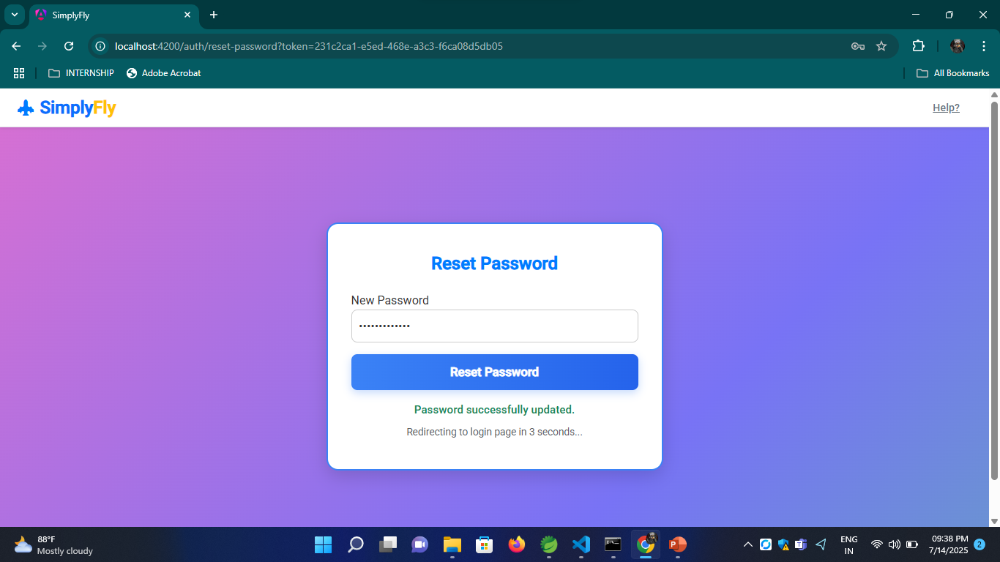 SimplyFly
localhost:4200/auth/reset-password?token=231c2ca1-e5ed-468e-a3c3-f6ca08d5db05
INTERNSHIP
Adobe Acrobat
All Bookmarks
SimplyFly
Help?
Reset Password
New Password
•••••••••••••
Reset Password
Password successfully updated.
Redirecting to login page in 3 seconds...
88°F
Mostly cloudy
ENG
IN
09:38 PM
7/14/2025
2